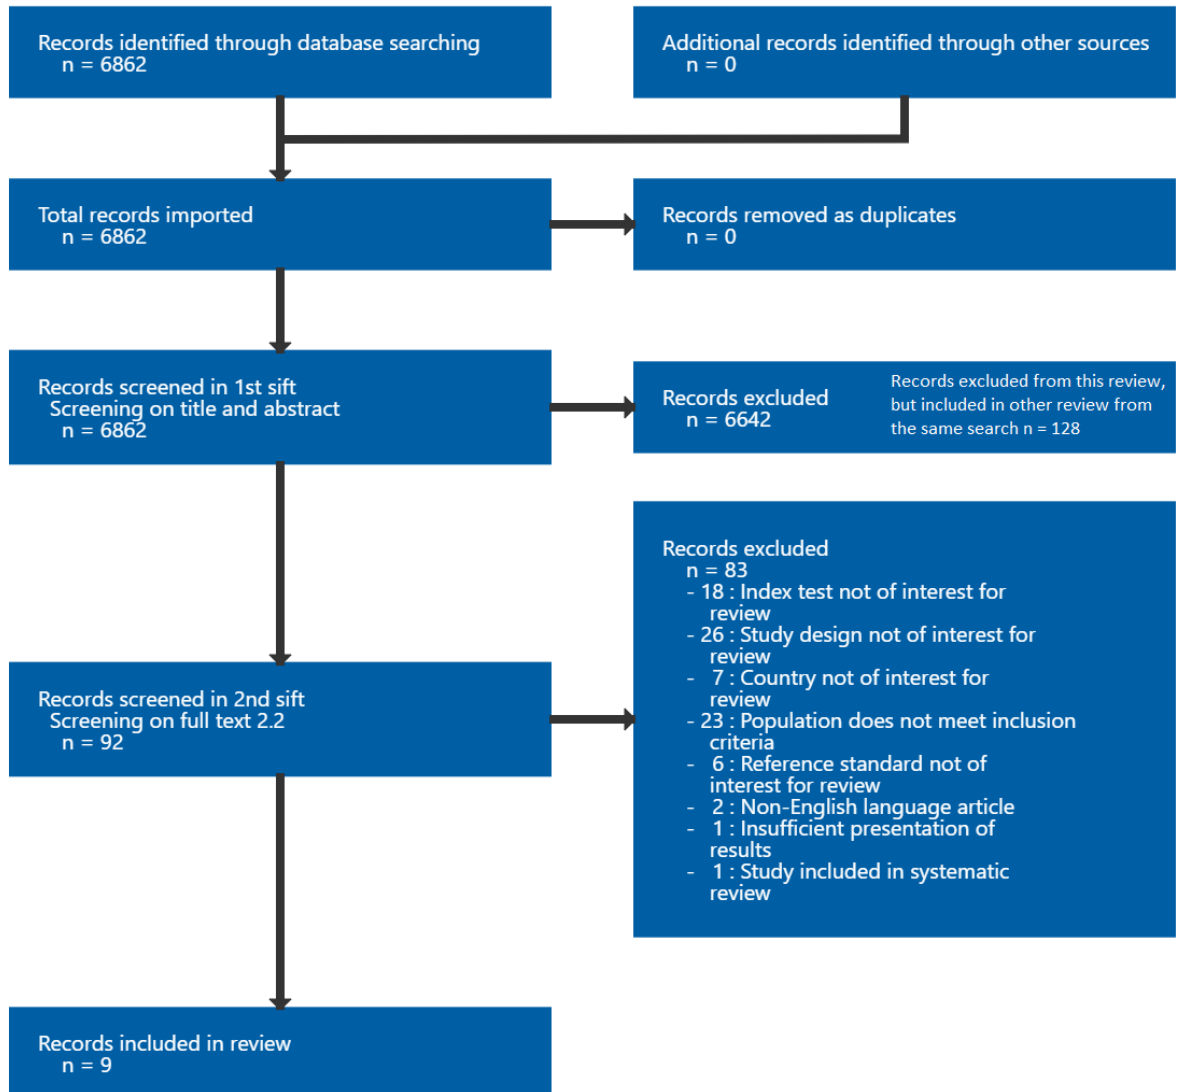 Records identified through database searching
n = 6862
Additional records identified through other sources
n = 0
Total records imported
n = 6862
Records removed as duplicates
n = 0
Records screened in 1st sift
Screening on title and abstract
n = 6862
Records excluded
n = 6642
Records excluded from this review,
but included in other review from
the same search n = 128
Records screened in 2nd sift
Screening on full text 2.2
n = 92
Records excluded
n = 83
- 18 : Index test not of interest for
review
- 26 : Study design not of interest for
review
- 7 : Country not of interest for
review
- 23 : Population does not meet inclusion
criteria
- 6 : Reference standard not of
interest for review
- 2 : Non-English language article
- 1 : Insufficient presentation of
results
- 1 : Study included in systematic
review
Records included in review
n = 9